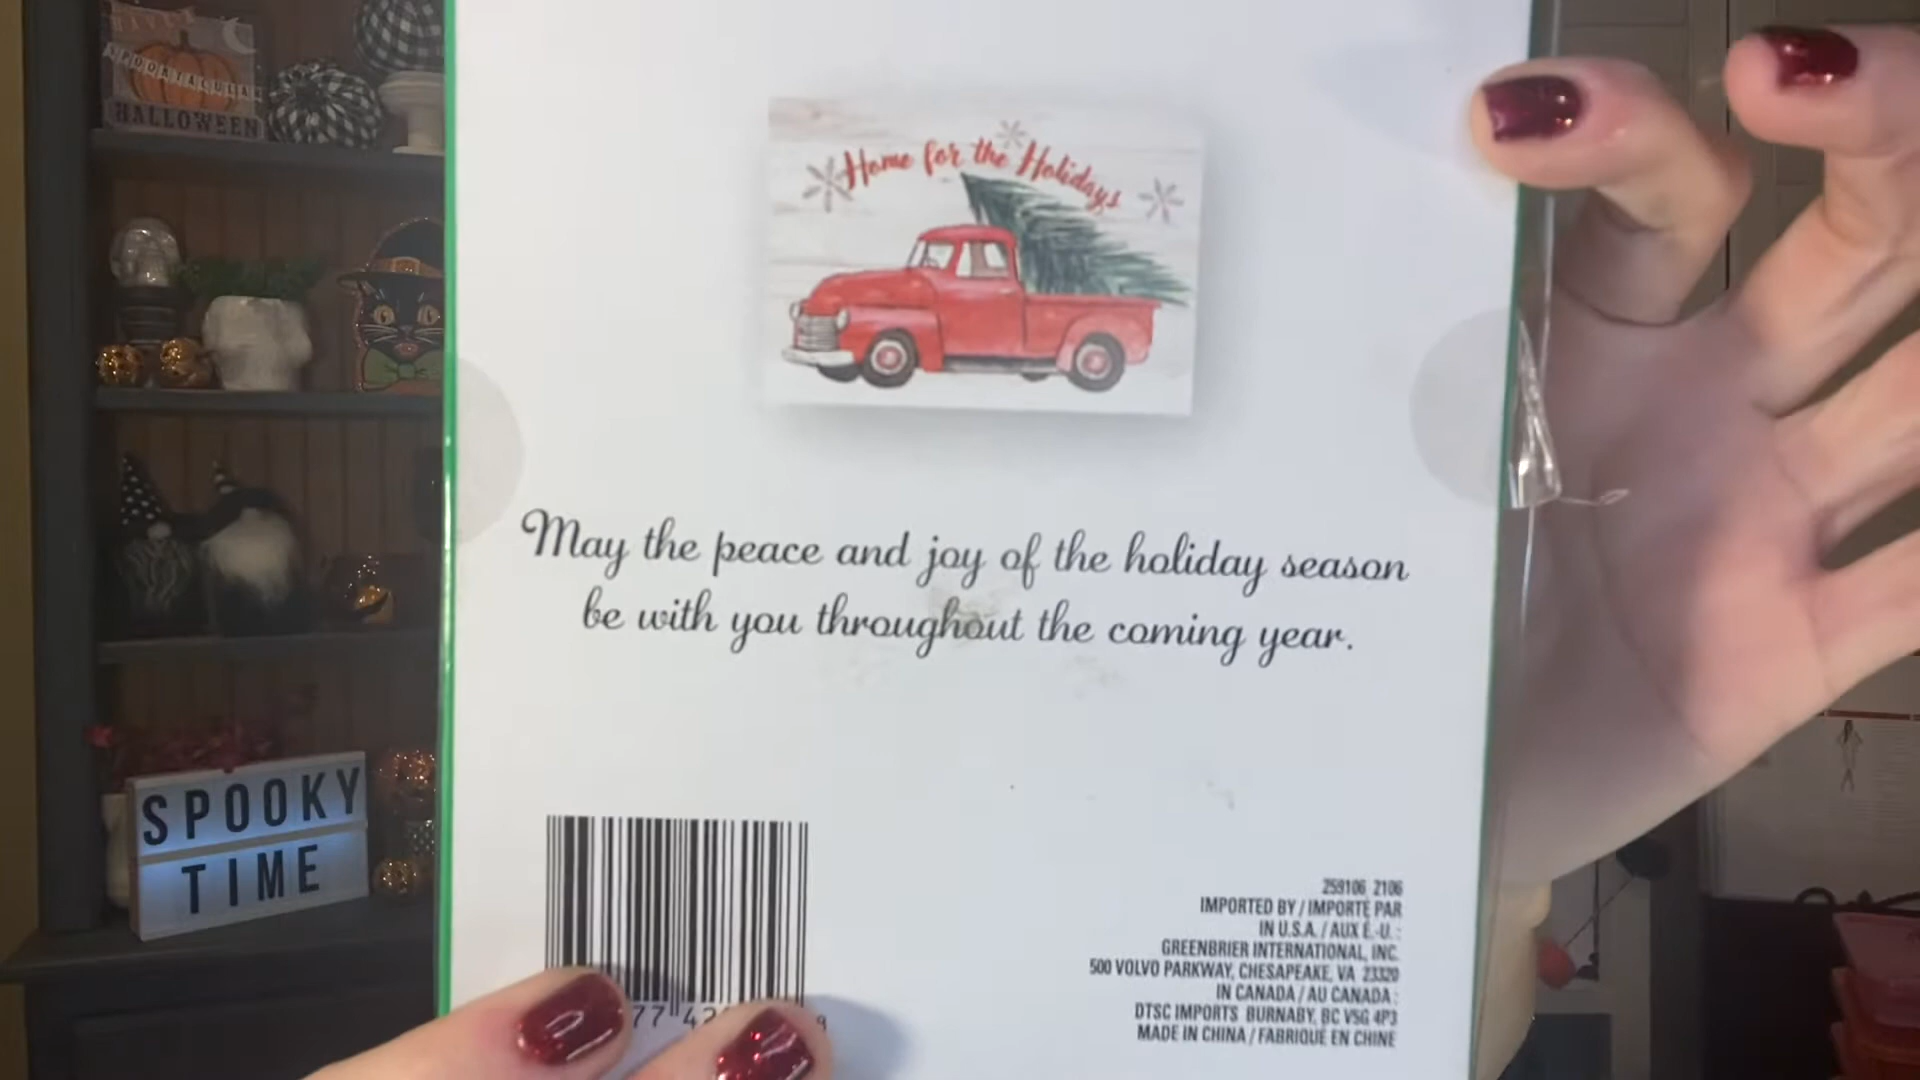 SPOOKTACULAR
HALLOWEEN
Home for the Holidays
May the peace and joy of the holiday season
be with you throughout the coming year.
SPOOKY
TIME
259106 2106
IMPORTED BY / IMPORTÉ PAR
IN U.S.A. / AUX É.-U. :
GREENBRIER INTERNATIONAL, INC.
500 VOLVO PARKWAY, CHESAPEAKE, VA 23320
IN CANADA / AU CANADA :
DTSC IMPORTS BURNABY, BC V5G 4P3
MADE IN CHINA / FABRIQUÉ EN CHINE